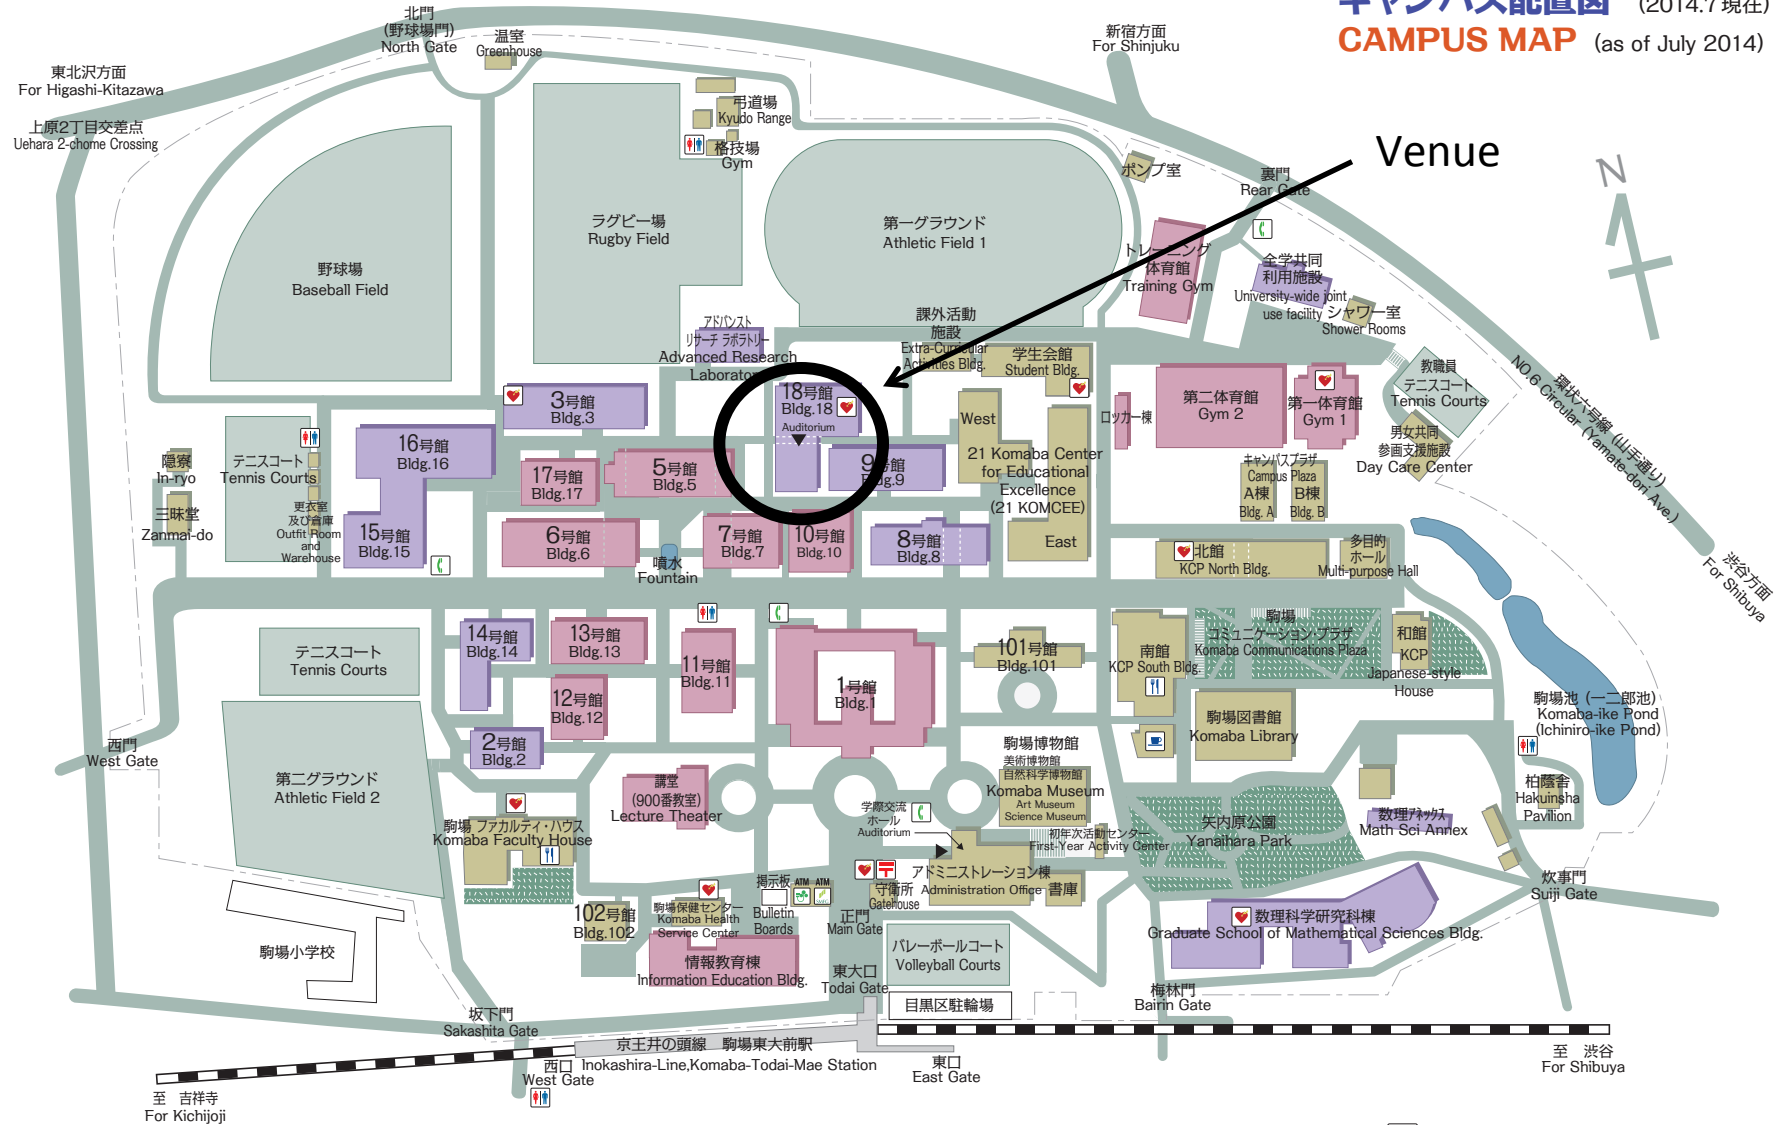 キャンパス配置図 (2014.7現在)
CAMPUS MAP (as of July 2014)
北門
(野球場門)
North Gate
温室
Greenhouse
新宿方面
For Shinjuku
東北沢方面
For Higashi-Kitazawa
上原2丁目交差点
Uehara 2-chome Crossing
弓道場
Kyudo Range
格技場
Gym
Venue
ポンプ室
裏門
Rear Gate
N
ラグビー場
Rugby Field
第一グラウンド
Athletic Field 1
野球場
Baseball Field
トレーニング
体育館
Training Gym
全学共同
利用施設
University-wide joint
use facility
シャワー室
Shower Rooms
アドバンスト
リサーチ ラボラトリー
Advanced Research
Laboratory
課外活動
施設
Extra-Curricular
Activities Bldg.
学生会館
Student Bldg.
教職員
テニスコート
Tennis Courts
NO.6 Circular (Yamate-dori Ave.)
環状六号線 (山手通り)
3号館
Bldg.3
18号館
Bldg.18
Auditorium
West
ロッカー棟
第二体育館
Gym 2
第一体育館
Gym 1
男女共同
参画支援施設
Day Care Center
16号館
Bldg.16
隠寮
In-ryo
テニスコート
Tennis Courts
17号館
Bldg.17
5号館
Bldg.5
9号館
Bldg.9
21 Komaba Center
for Educational
Excellence
(21 KOMCEE)
キャンパスプラザ
Campus Plaza
A棟
Bldg. A
B棟
Bldg. B
三昧堂
Zanmai-do
更衣室
及び倉庫
Outfit Room
and
Warehouse
15号館
Bldg.15
6号館
Bldg.6
噴水
Fountain
7号館
Bldg.7
10号館
Bldg.10
8号館
Bldg.8
East
北館
KCP North Bldg.
多目的
ホール
Multi-purpose Hall
渋谷方面
For Shibuya
テニスコート
Tennis Courts
14号館
Bldg.14
13号館
Bldg.13
12号館
Bldg.12
11号館
Bldg.11
1号館
Bldg.1
101号館
Bldg.101
南館
KCP South Bldg.
駒場
コミュニケーション・プラザ
Komaba Communications Plaza
和館
KCP
Japanese-style
House
駒場池 (一二郎池)
Komaba-ike Pond
(Ichiniro-ike Pond)
駒場図書館
Komaba Library
西門
West Gate
2号館
Bldg.2
第二グラウンド
Athletic Field 2
講堂
(900番教室)
Lecture Theater
駒場博物館
美術博物館
自然科学博物館
Komaba Museum
Art Museum
Science Museum
柏蔭舎
Hakuinsha
Pavilion
駒場 ファカルティ・ハウス
Komaba Faculty House
学際交流
ホール
Auditorium
初年次活動センター
First-Year Activity Center
矢内原公園
Yanaihara Park
数理アネックス
Math Sci Annex
アドミニストレーション棟
Administration Office
書庫
守衛所
Gatehouse
炊事門
Suiji Gate
102号館
Bldg.102
駒場保健センター
Komaba Health
Service Center
掲示板
Bulletin
Boards
ATM
ATM
正門
Main Gate
数理科学研究科棟
Graduate School of Mathematical Sciences Bldg.
駒場小学校
情報教育棟
Information Education Bldg.
東大口
Todai Gate
バレーボールコート
Volleyball Courts
目黒区駐輪場
梅林門
Bairin Gate
坂下門
Sakashita Gate
京王井の頭線 駒場東大前駅
Inokashira-Line,Komaba-Todai-Mae Station
西口
West Gate
東口
East Gate
至 渋谷
For Shibuya
至 吉祥寺
For Kichijoji